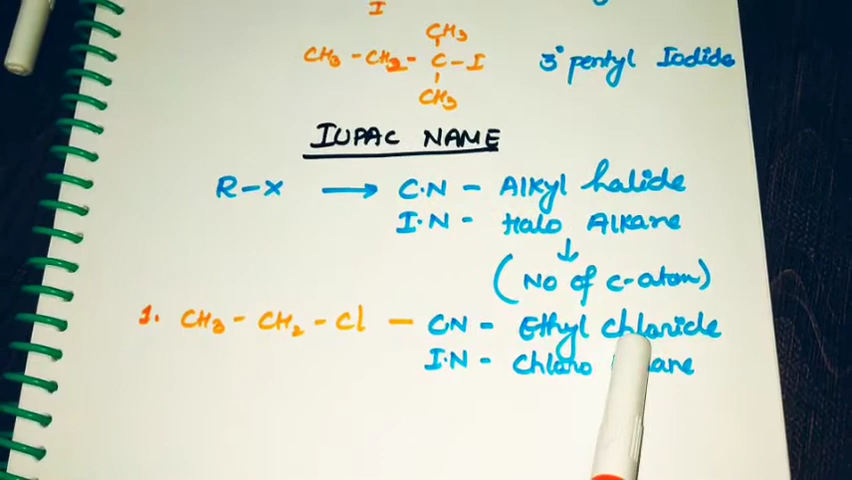 I
CH3
CH3 - CH2 - C - I 3° pentyl Iodide
CH3
IUPAC NAME
R-X → C.N - Alkyl halide
I.N - Halo Alkane
↓
(No of c-atom)
1. CH3 - CH2 - Cl — CN = Ethyl chloride
I.N = Chloro